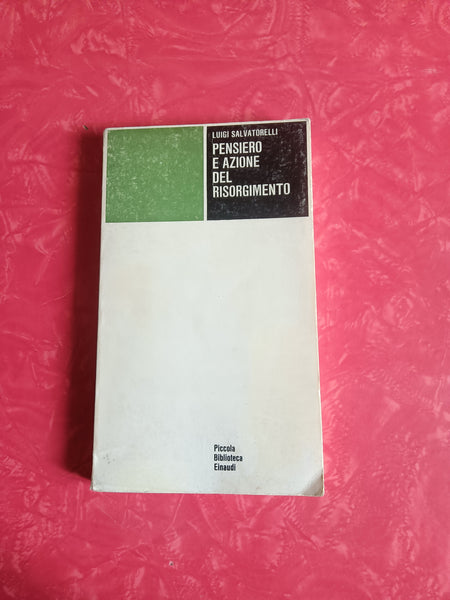 LUIGI SALVATORELLI
PENSIERO
E AZIONE
DEL
RISORGIMENTO
Piccola
Biblioteca
Einaudi